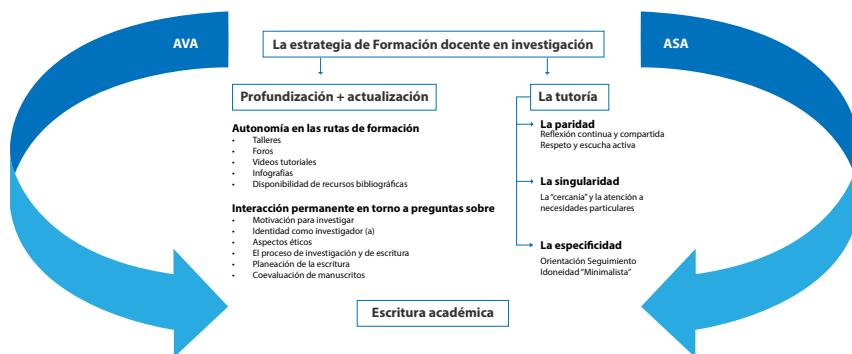 AVA
La estrategia de Formación docente en investigación
ASA
Profundización + actualización
Autonomía en las rutas de formación
• Talleres
• Foros
• Videos tutoriales
• Infografías
• Disponibilidad de recursos bibliográficas
Interacción permanente en torno a preguntas sobre
• Motivación para investigar
• Identidad como investigador (a)
• Aspectos éticos
• El proceso de investigación y de escritura
• Planeación de la escritura
• Coevaluación de manuscritos
La tutoría
La paridad
Reflexión continua y compartida
Respeto y escucha activa
La singularidad
La "cercanía" y la atención a
necesidades particulares
La especificidad
Orientación Seguimiento
Idoneidad "Minimalista"
Escritura académica